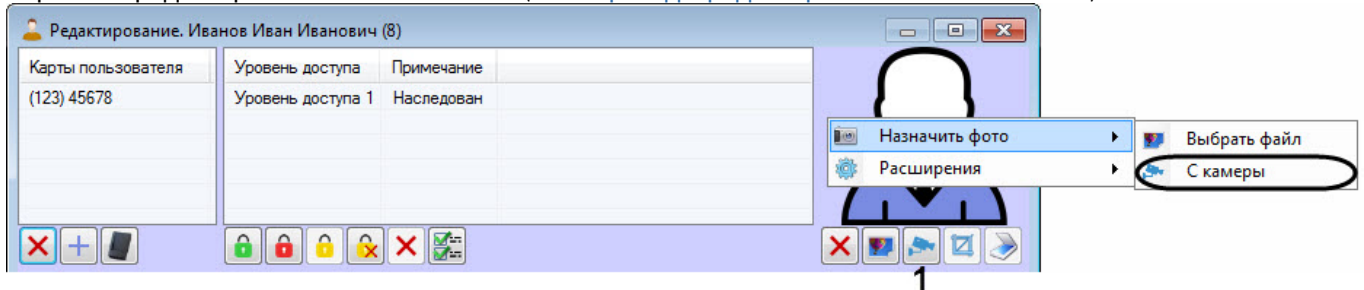 Редактирование. Иванов Иван Иванович (8)
Карты пользователя Уровень доступа Примечание
(123) 45678 Уровень доступа 1 Наследован
Назначить фото Выбрать файл
Расширения С камеры
1